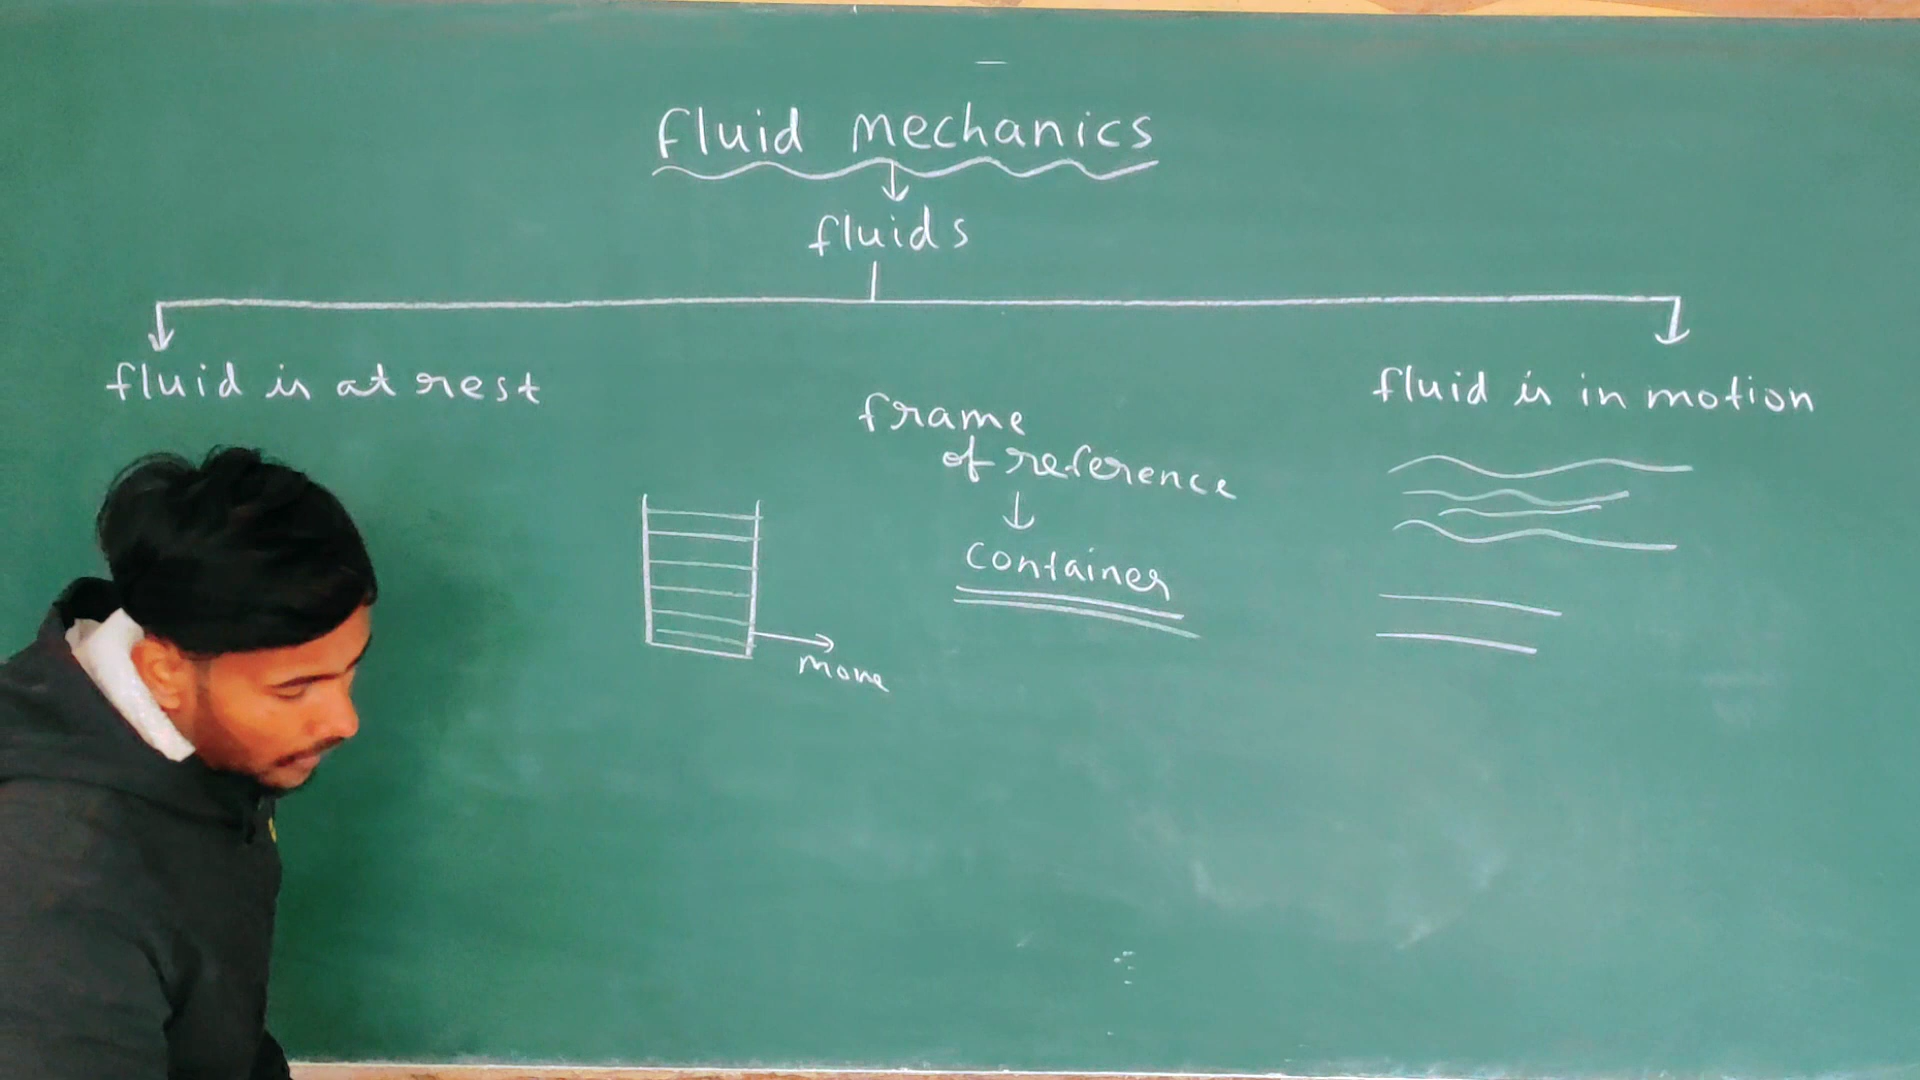 fluid mechanics
fluids
fluid is at rest
fluid is in motion
frame
of reference
container
move